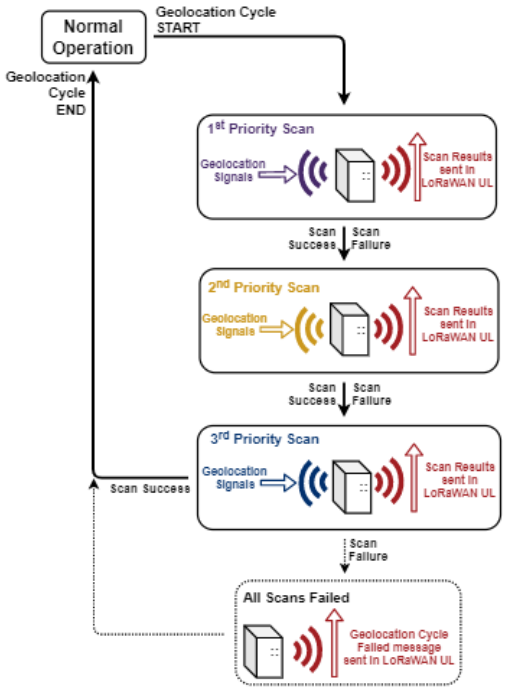 Normal
Operation
Geolocation Cycle
START
Geolocation
Cycle
END
1st Priority Scan
Geolocation
Signals
Scan Results
sent in
LoRaWAN UL
Scan Scan
Success Failure
2nd Priority Scan
Geolocation
Signals
Scan Results
sent in
LoRaWAN UL
Scan Scan
Success Failure
3rd Priority Scan
Geolocation
Signals
Scan Results
sent in
LoRaWAN UL
Scan Success
Scan
Failure
All Scans Failed
Geolocation Cycle
Failed message
sent in LoRaWAN UL